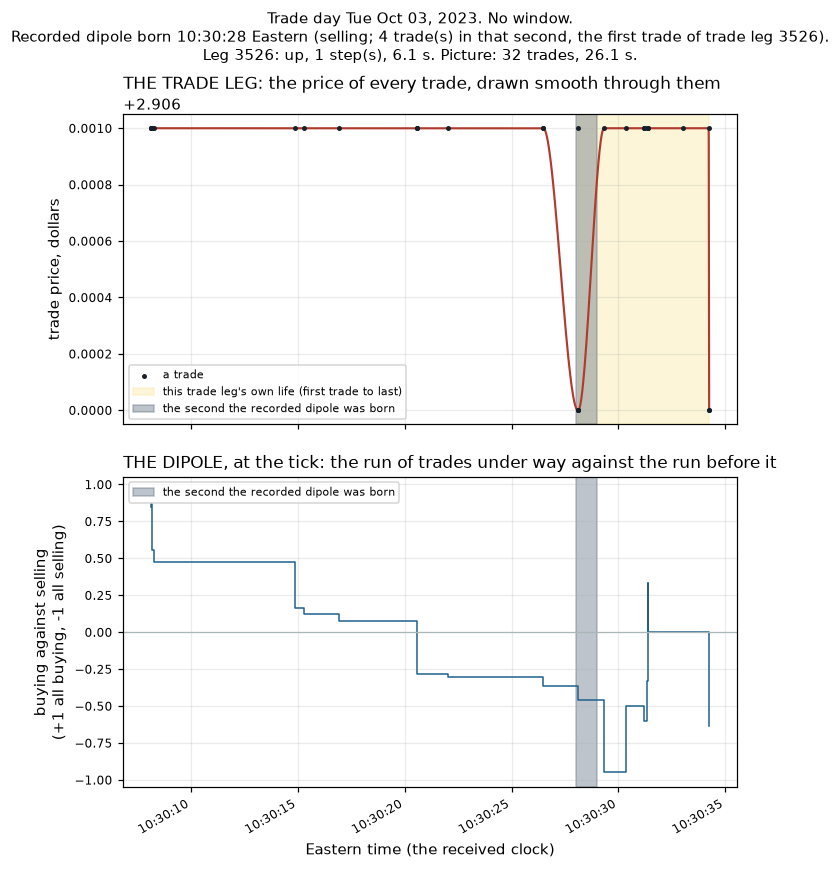 Trade day Tue Oct 03, 2023. No window.
Recorded dipole born 10:30:28 Eastern (selling; 4 trade(s) in that second, the first trade of trade leg 3526).
Leg 3526: up, 1 step(s), 6.1 s. Picture: 32 trades, 26.1 s.
THE TRADE LEG: the price of every trade, drawn smooth through them
+2.906
0.0010
0.0008
0.0006
0.0004
0.0002
0.0000
trade price, dollars
a trade
this trade leg's own life (first trade to last)
the second the recorded dipole was born
THE DIPOLE, at the tick: the run of trades under way against the run before it
the second the recorded dipole was born
1.00
0.75
0.50
0.25
0.00
−0.25
−0.50
−0.75
−1.00
buying against selling
(+1 all buying, -1 all selling)
10:30:10
10:30:15
10:30:20
10:30:25
10:30:30
10:30:35
Eastern time (the received clock)